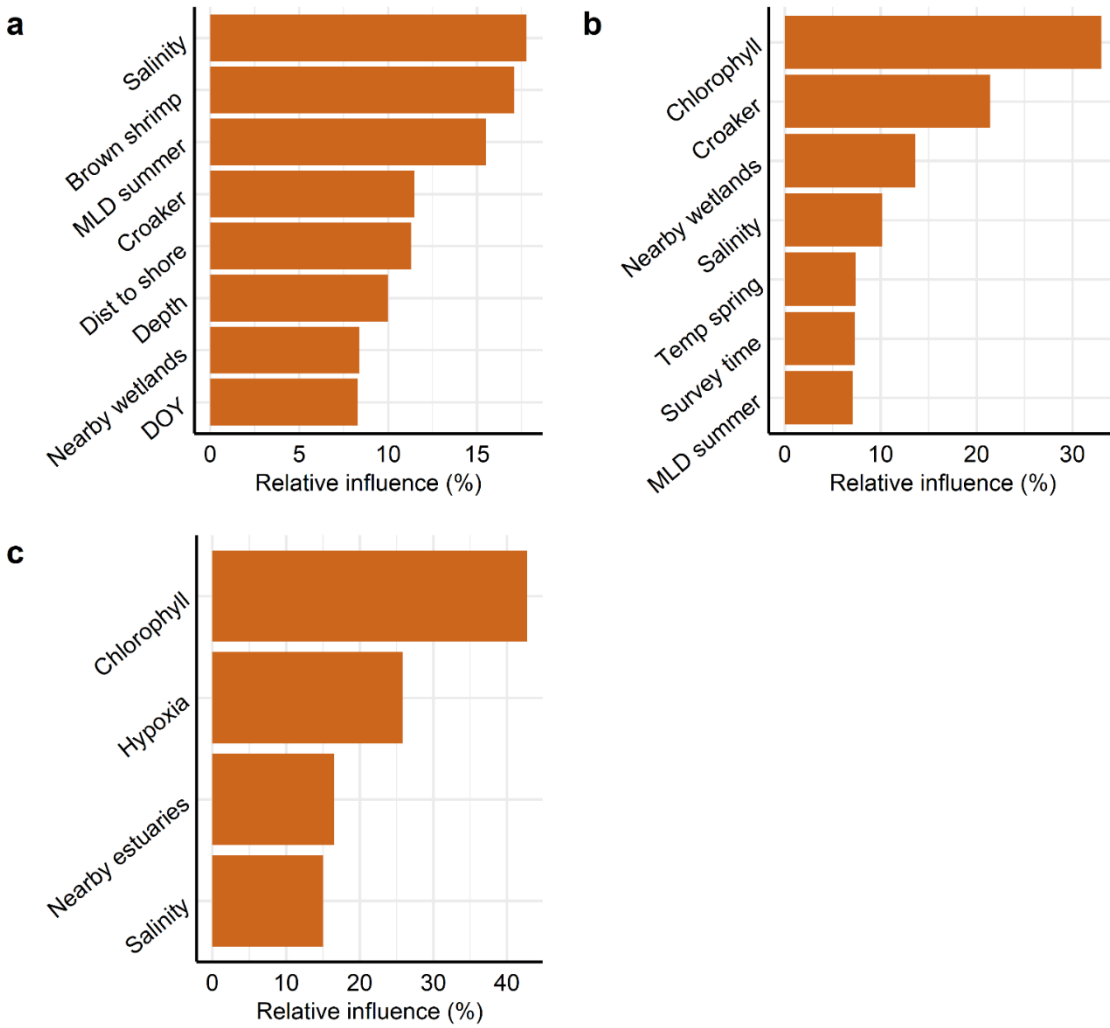 a
Salinity
Brown shrimp
MLD summer
Croaker
Dist to shore
Depth
Nearby wetlands
DOY
0 5 10 15
Relative influence (%)
b
Chlorophyll
Croaker
Nearby wetlands
Salinity
Temp spring
Survey time
MLD summer
0 10 20 30
Relative influence (%)
c
Chlorophyll
Hypoxia
Nearby estuaries
Salinity
0 10 20 30 40
Relative influence (%)